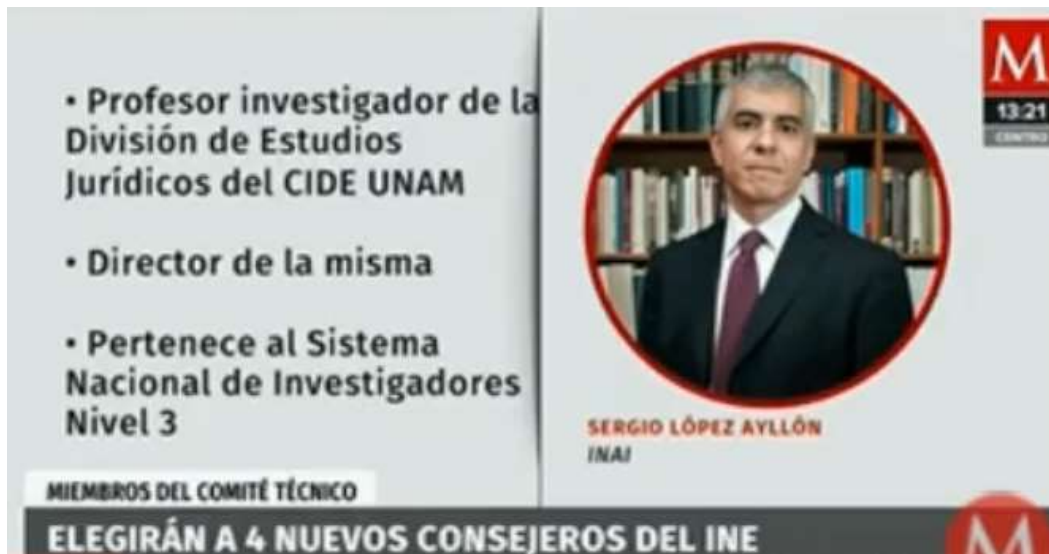 • Profesor investigador de la
División de Estudios
Jurídicos del CIDE UNAM
• Director de la misma
• Pertenece al Sistema
Nacional de Investigadores
Nivel 3
M
13:21
CENTRO
SERGIO LÓPEZ AYLLÓN
INAI
MIEMBROS DEL COMITÉ TÉCNICO
ELEGIRÁN A 4 NUEVOS CONSEJEROS DEL INE
M